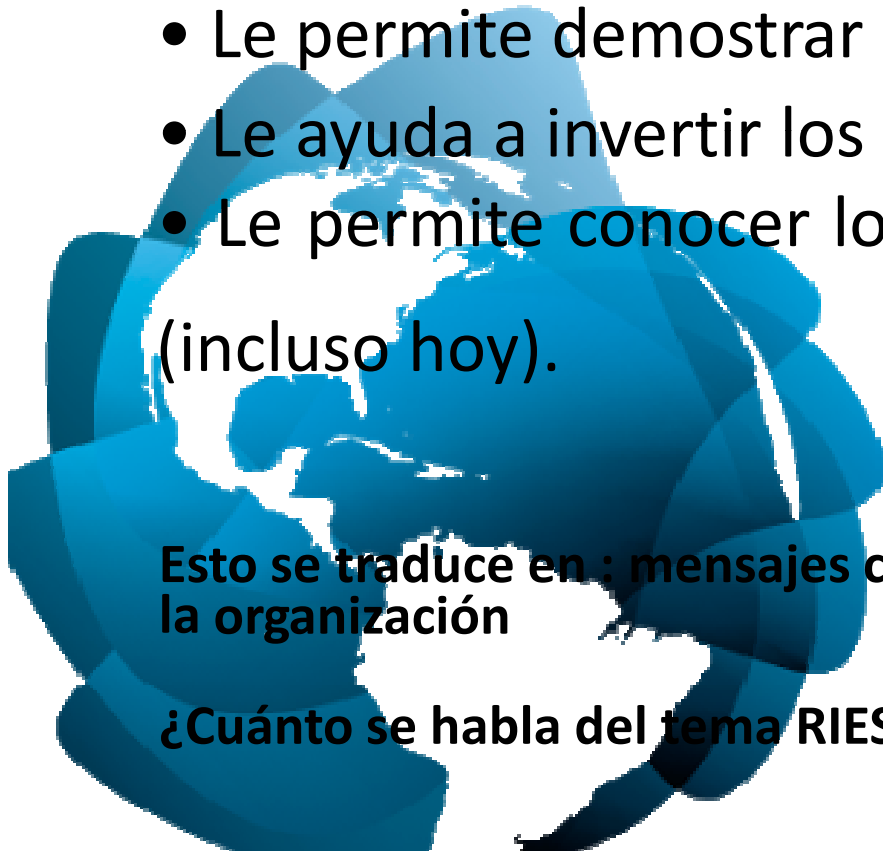 • Le permite demostrar
• Le ayuda a invertir los
• Le permite conocer lo
(incluso hoy).
Esto se traduce en : mensajes
la organización
¿Cuánto se habla del tema RIES